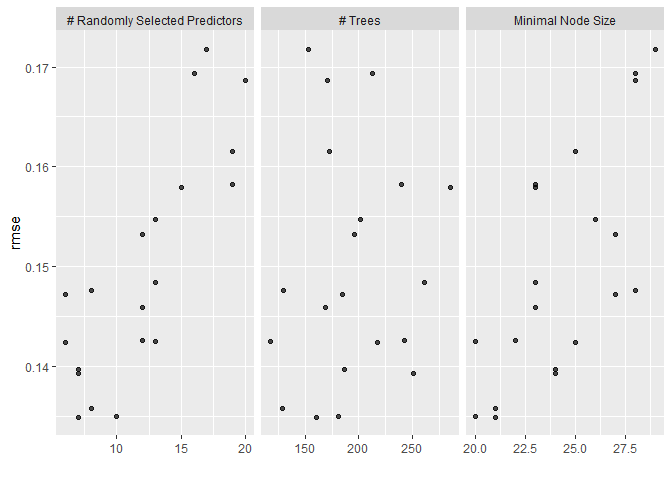 # Randomly Selected Predictors
# Trees
Minimal Node Size
0.17
0.16
0.15
0.14
rmse
10 15 20
150 200 250
20.0 22.5 25.0 27.5